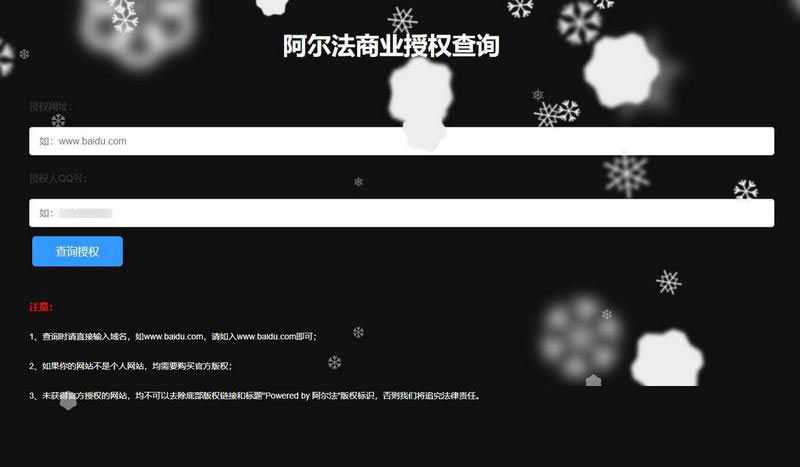 阿尔法商业授权查询
授权网址：
如：www.baidu.com
授权人QQ号：
如：
查询授权
注意：
1、查询时请直接输入域名，如www.baidu.com，请如入www.baidu.com即可；
2、如果你的网站不是个人网站，均需要购买官方版权；
3、未获得官方授权的网站，均不可以去除底部版权链接和标题"Powered by 阿尔法"版权标识，否则我们将追究法律责任。